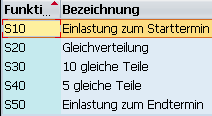 Funkti... Bezeichnung
S10 Einlastung zum Starttermin
S20 Gleichverteilung
S30 10 gleiche Teile
S40 5 gleiche Teile
S50 Einlastung zum Endtermin